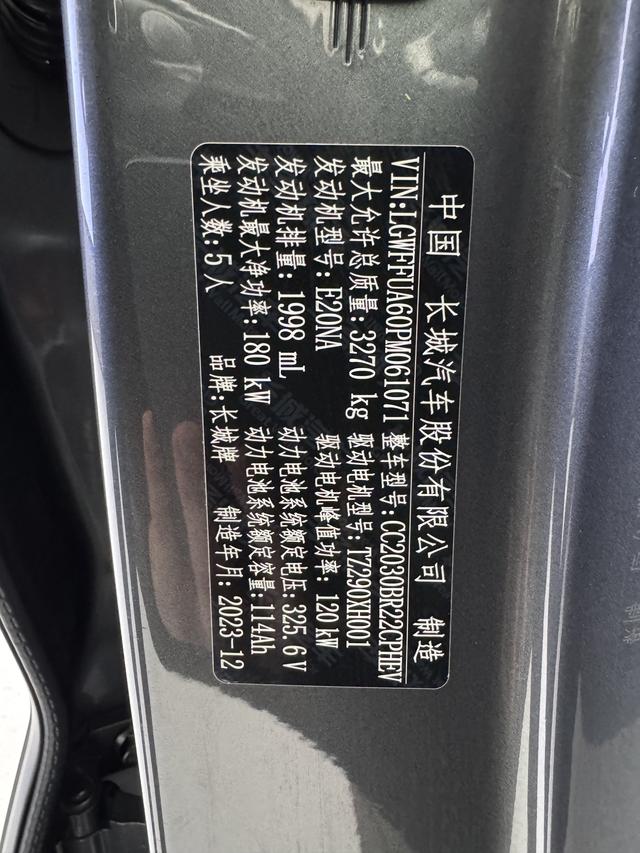 中国 长城汽车股份有限公司 制造
VIN:LGWFFUA60PM061071 整车型号:CC2030BR22CPHEV
最大允许总质量:3270 kg 驱动电机型号:TZ290XH001
发动机型号:E20NA 驱动电机峰值功率:120kW
发动机排量:1998 mL 动力电池系统额定电压:325.6V
发动机最大净功率:180 kW 动力电池系统额定容量:114Ah
乘坐人数:5人 品牌:长城牌 制造年月:2023-12